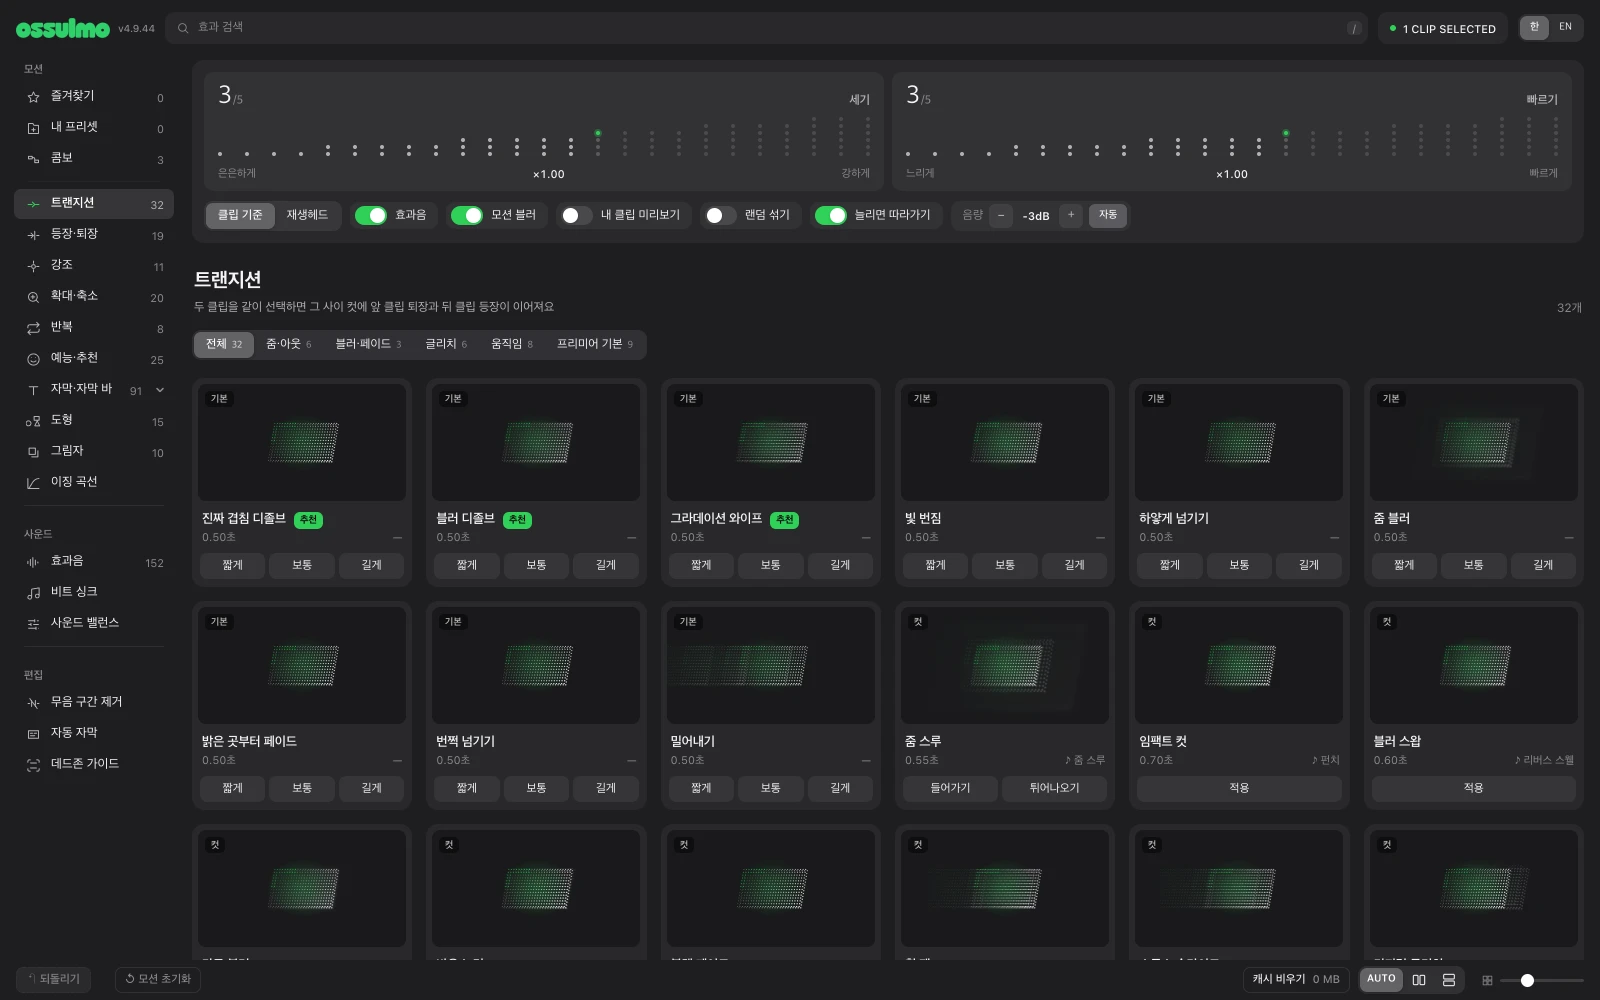 ossulmo v4.9.44
효과 검색 /
1 CLIP SELECTED
한 EN
모션
즐겨찾기 0
내 프리셋 0
콤보 3
트랜지션 32
등장·퇴장 19
강조 11
확대·축소 20
반복 8
예능·추천 25
자막·자막 바 91
도형 15
그림자 10
이징 곡선
사운드
효과음 152
비트 싱크
사운드 밸런스
편집
무음 구간 제거
자동 자막
데드존 가이드
3/5 세기
은은하게 ×1.00 강하게
3/5 빠르기
느리게 ×1.00 빠르게
클립 기준 재생헤드 효과음 모션 블러 내 클립 미리보기 랜덤 섞기 늘리면 따라가기 음량 − -3dB + 자동
트랜지션
두 클립을 같이 선택하면 그 사이 컷에 앞 클립 퇴장과 뒤 클립 등장이 이어져요 32개
전체 32 줌·아웃 6 블러·페이드 3 글리치 6 움직임 8 프리미어 기본 9
기본 기본 기본 기본 기본 기본
진짜 겹침 디졸브 추천 블러 디졸브 추천 그라데이션 와이프 추천 빛 번짐 하얗게 넘기기 줌 블러
0.50초 — 0.50초 — 0.50초 — 0.50초 — 0.50초 — 0.50초 —
짧게 보통 길게 짧게 보통 길게 짧게 보통 길게 짧게 보통 길게 짧게 보통 길게 짧게 보통 길게
기본 기본 기본 컷 컷 컷
밝은 곳부터 페이드 번쩍 넘기기 밀어내기 줌 스루 임팩트 컷 블러 스왑
0.50초 — 0.50초 — 0.50초 — 0.55초 ♪ 줌 스루 0.70초 ♪ 펀치 0.60초 ♪ 리버스 스웰
짧게 보통 길게 짧게 보통 길게 짧게 보통 길게 들어가기 튀어나오기 적용 적용
컷 컷 컷 컷 컷 컷
되돌리기 모션 초기화 캐시 비우기 0 MB AUTO